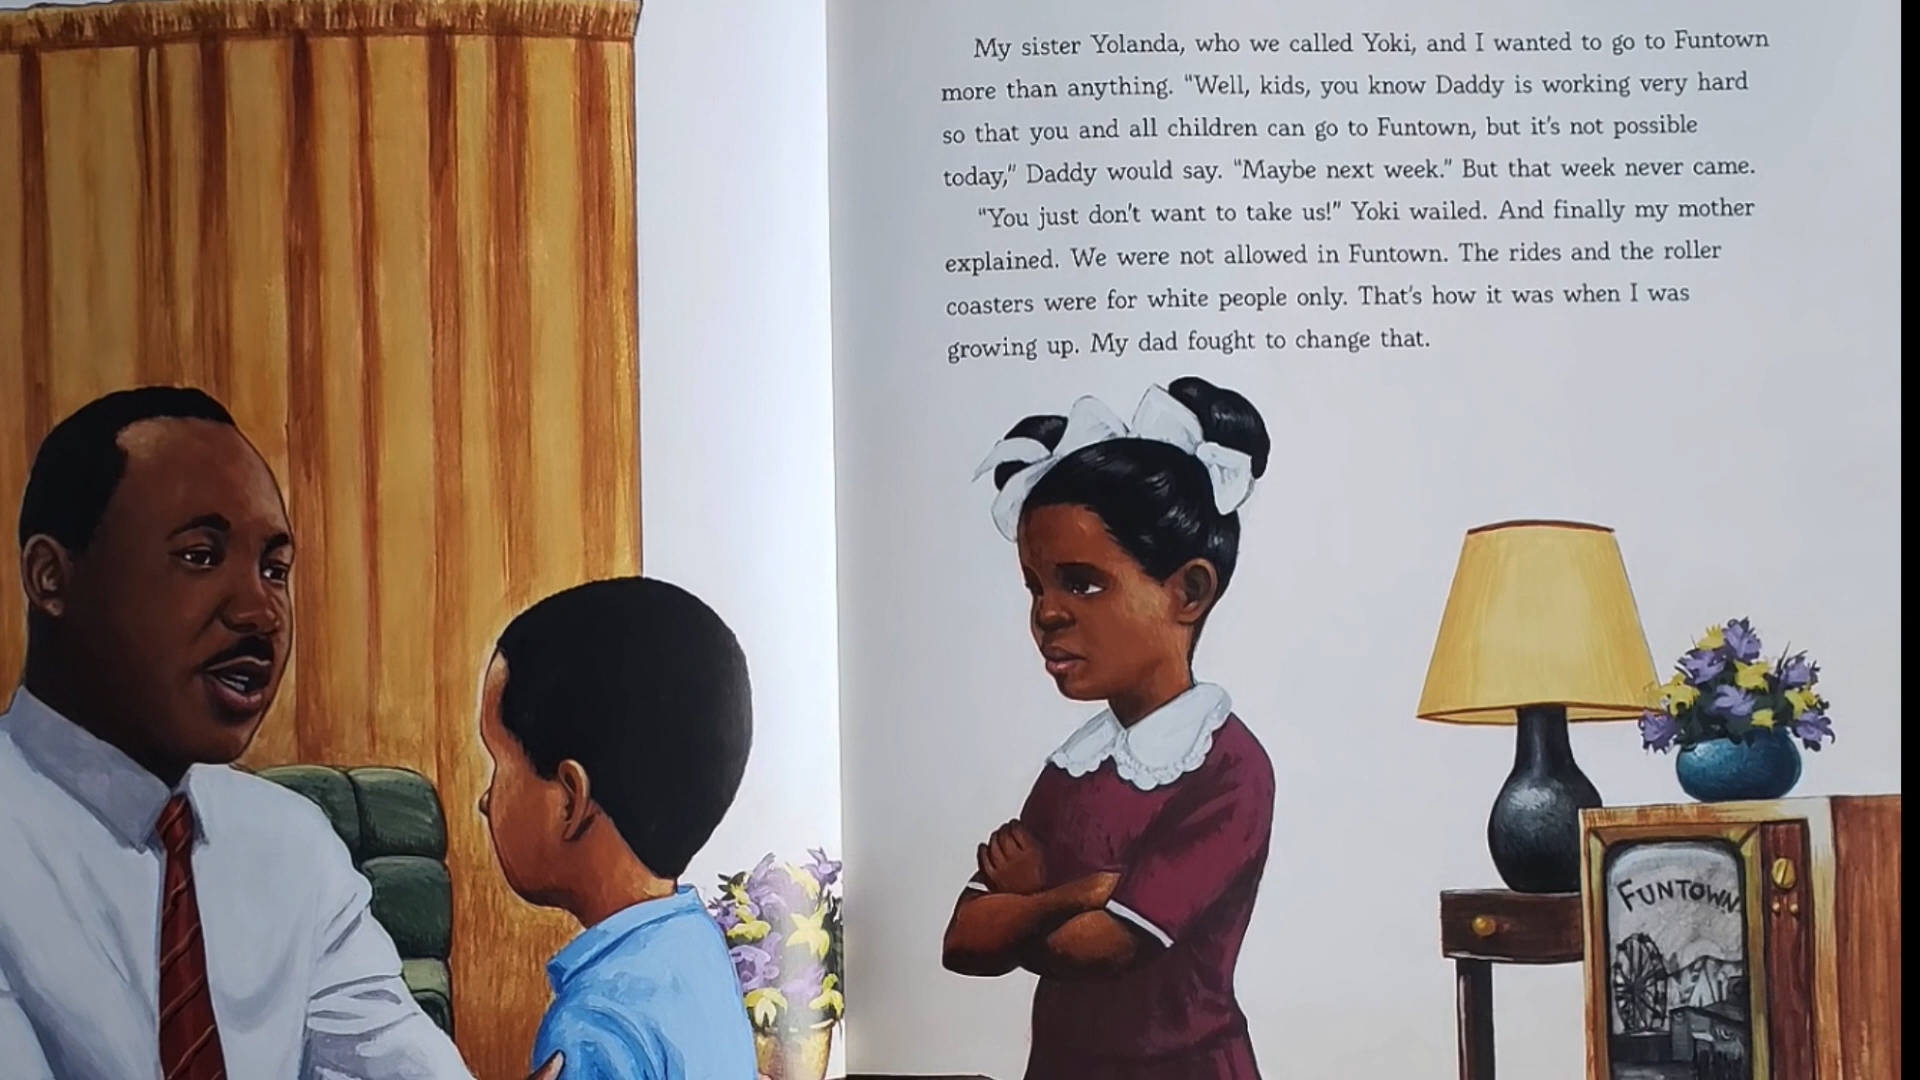 My sister Yolanda, who we called Yoki, and I wanted to go to Funtown
more than anything. “Well, kids, you know Daddy is working very hard
so that you and all children can go to Funtown, but it’s not possible
today,” Daddy would say. “Maybe next week.” But that week never came.
“You just don’t want to take us!” Yoki wailed. And finally my mother
explained. We were not allowed in Funtown. The rides and the roller
coasters were for white people only. That’s how it was when I was
growing up. My dad fought to change that.
FUNTOWN